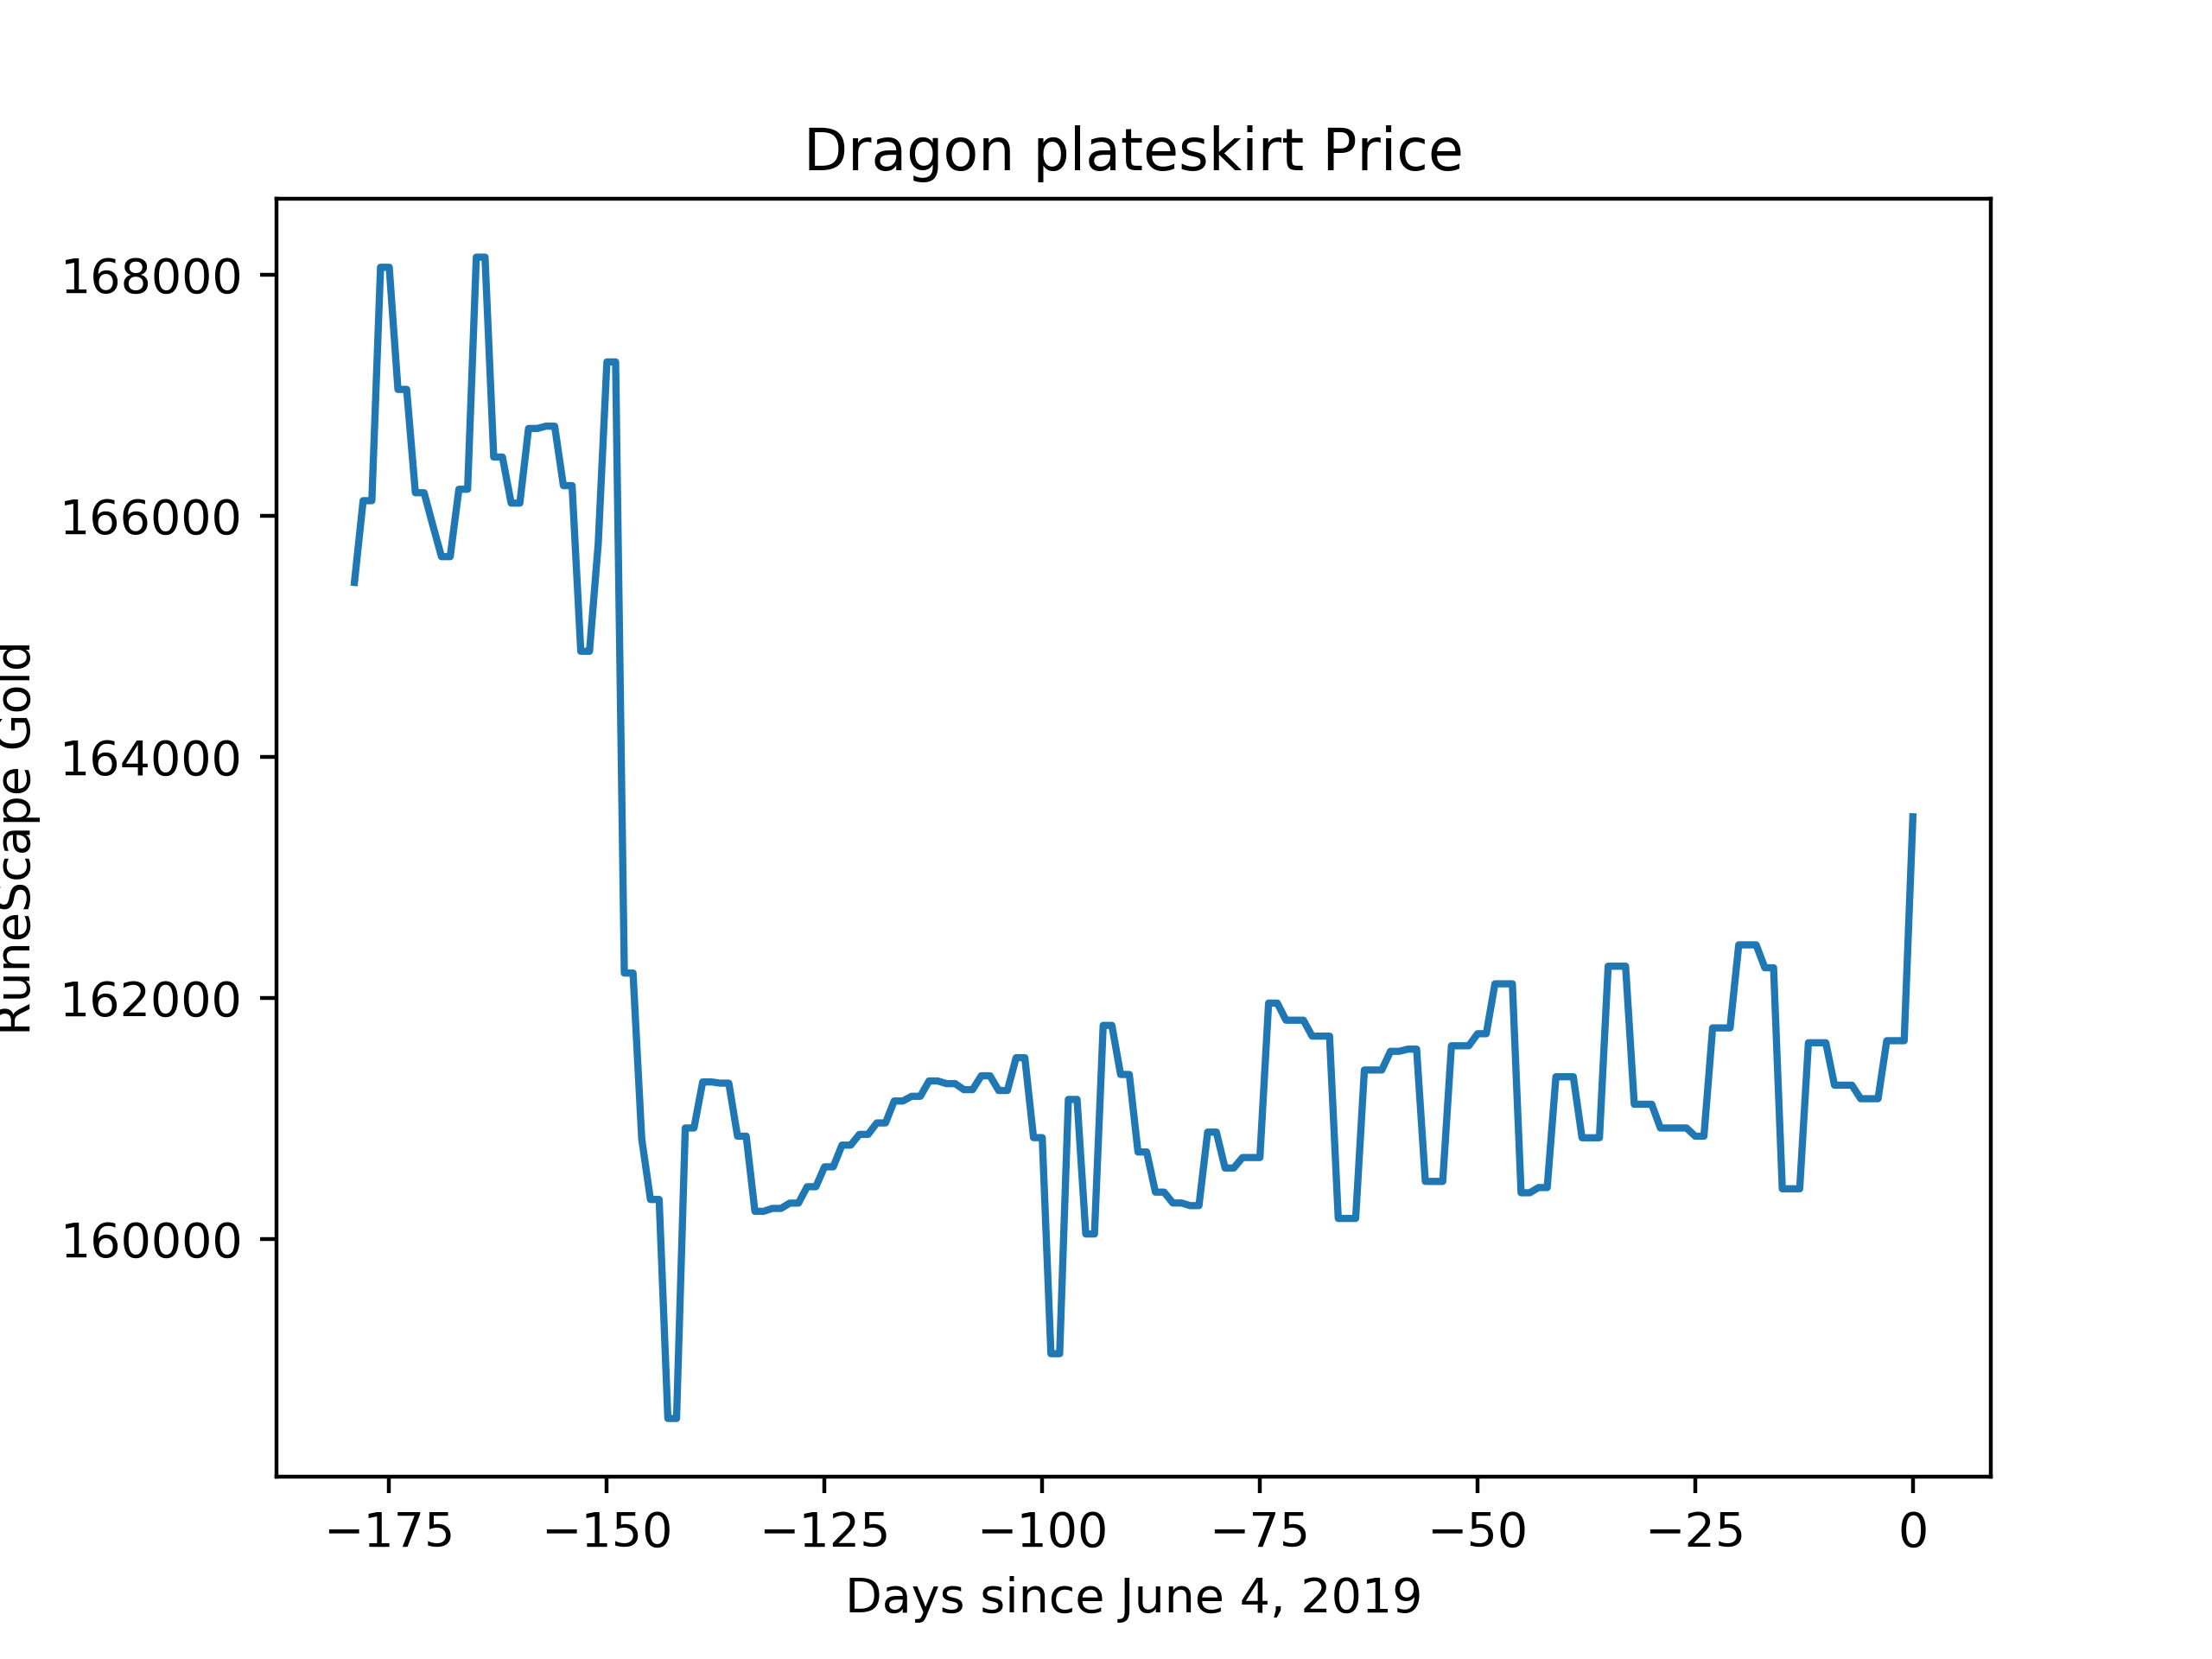 Dragon plateskirt Price
168000
166000
164000
162000
160000
RuneScape Gold
−175 −150 −125 −100 −75 −50 −25 0
Days since June 4, 2019